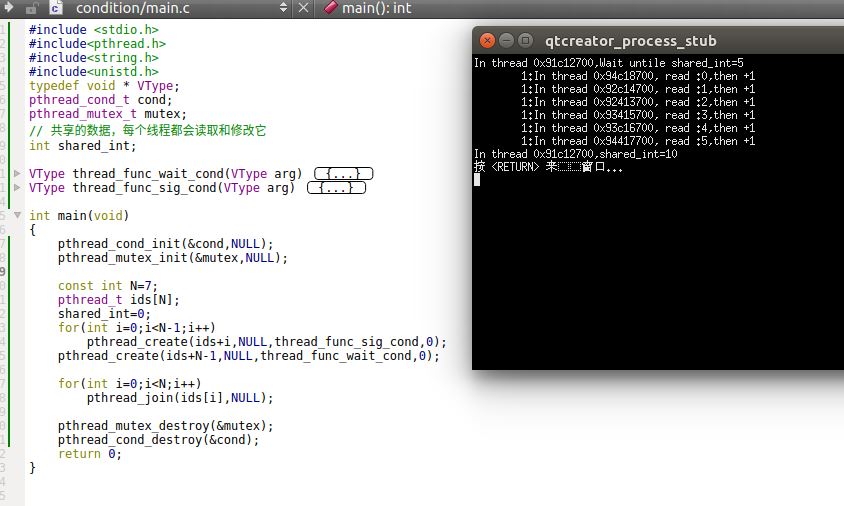 condition/main.c
main(): int
#include <stdio.h>
#include<pthread.h>
#include<string.h>
#include<unistd.h>
typedef void * VType;
pthread_cond_t cond;
pthread_mutex_t mutex;
// 共享的数据，每个线程都会读取和修改它
int shared_int;
VType thread_func_wait_cond(VType arg) {...}
VType thread_func_sig_cond(VType arg) {...}
int main(void)
{
pthread_cond_init(&cond,NULL);
pthread_mutex_init(&mutex,NULL);
const int N=7;
pthread_t ids[N];
shared_int=0;
for(int i=0;i<N-1;i++)
pthread_create(ids+i,NULL,thread_func_sig_cond,0);
pthread_create(ids+N-1,NULL,thread_func_wait_cond,0);
for(int i=0;i<N;i++)
pthread_join(ids[i],NULL);
pthread_mutex_destroy(&mutex);
pthread_cond_destroy(&cond);
return 0;
}
qtcreator_process_stub
In thread 0x91c12700,Wait untile shared_int=5
1:In thread 0x94c18700, read :0,then +1
1:In thread 0x92c14700, read :1,then +1
1:In thread 0x92413700, read :2,then +1
1:In thread 0x93415700, read :3,then +1
1:In thread 0x93c16700, read :4,then +1
1:In thread 0x94417700, read :5,then +1
In thread 0x91c12700,shared_int=10
按 <RETURN> 来窗口...